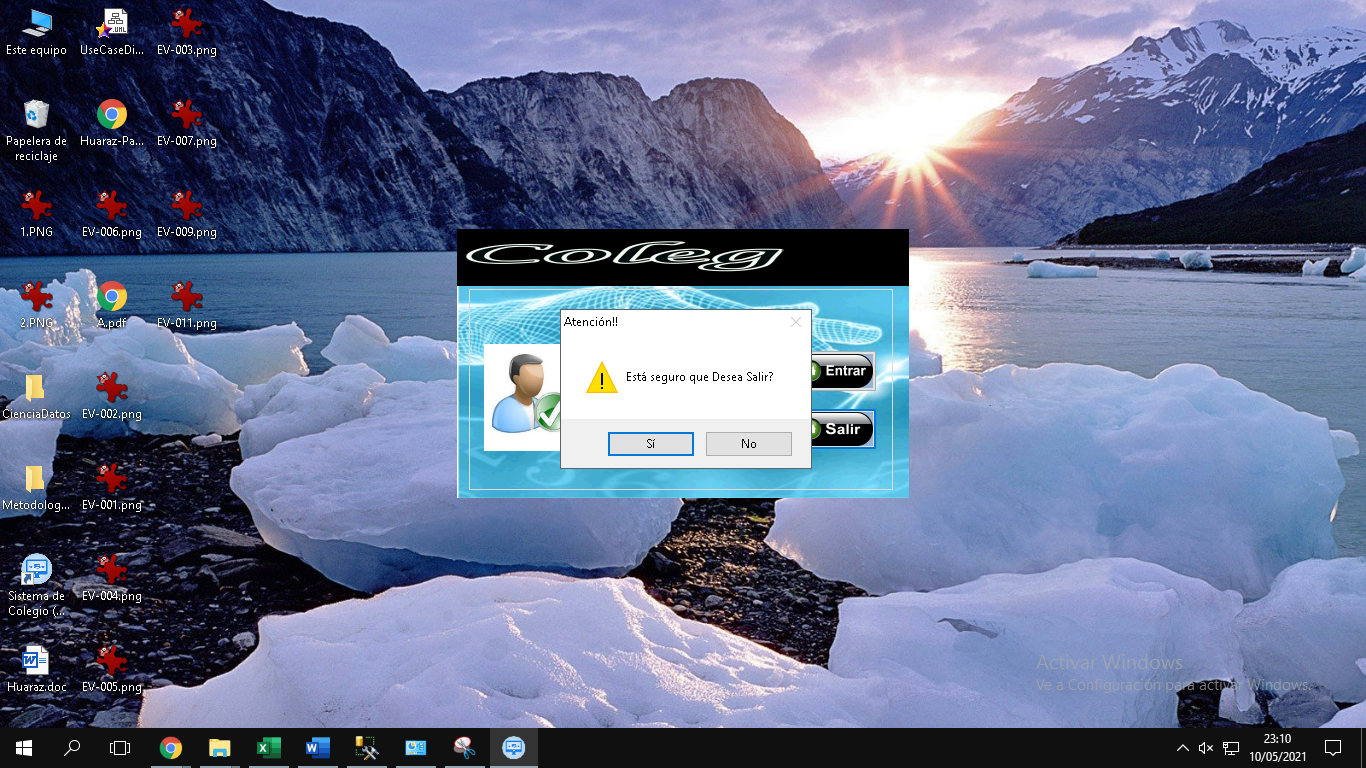 Este equipo
UseCaseDi...
EV-003.png
Papelera de
reciclaje
Huaraz-Pa...
EV-007.png
1.PNG
EV-006.png
EV-009.png
2.PNG
A.pdf
EV-011.png
CienciaDatos
EV-002.png
Metodolog...
EV-001.png
Sistema de
Colegio (...
EV-004.png
Huaraz.doc
EV-005.png
Coleg
Atención!!
Está seguro que Desea Salir?
Sí
No
Entrar
Salir
Activar Windows
Ve a Configuración para activar Windows.
23:10
10/05/2021